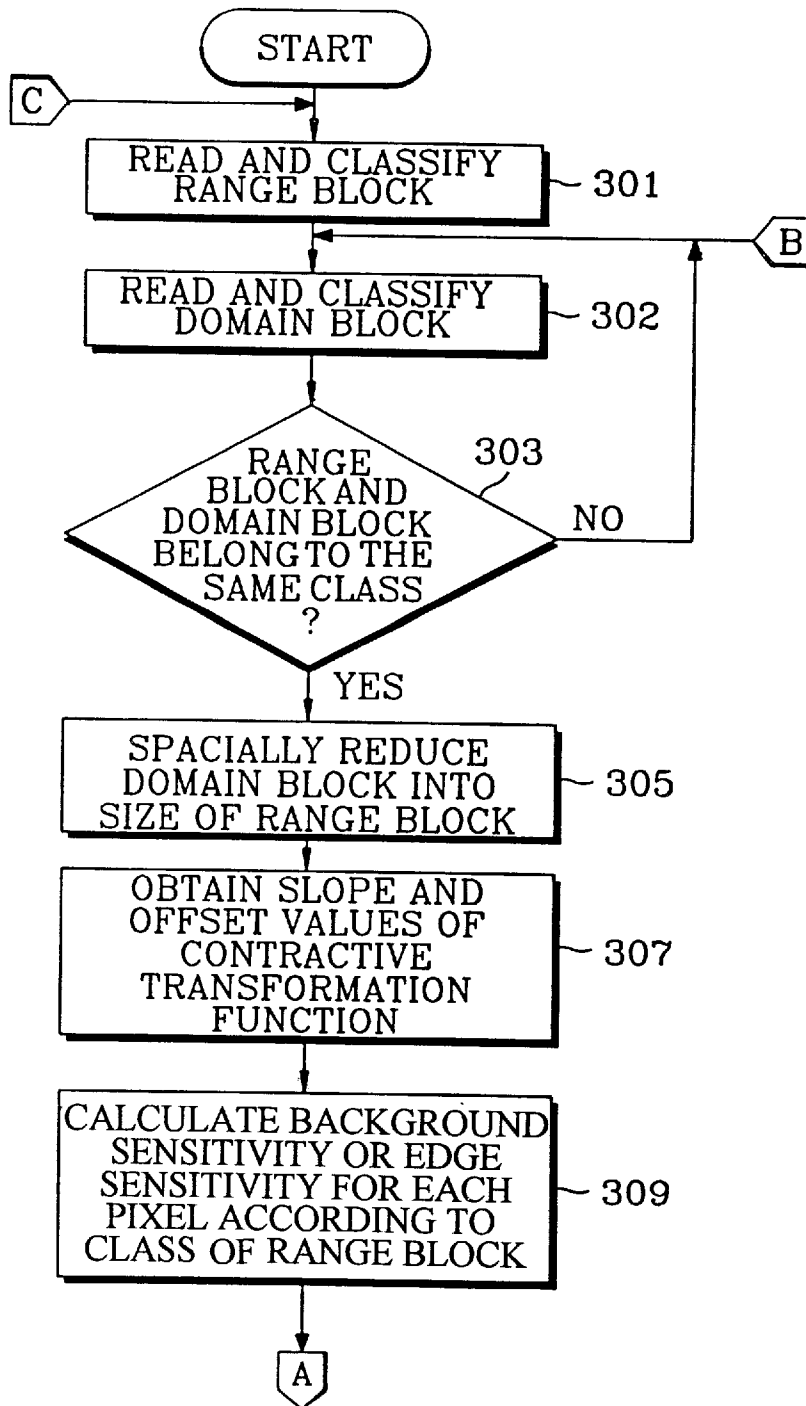 START
C
READ AND CLASSIFY
RANGE BLOCK
301
B
READ AND CLASSIFY
DOMAIN BLOCK
302
303
RANGE
BLOCK AND
DOMAIN BLOCK
BELONG TO THE
SAME CLASS
?
NO
YES
SPACIALLY REDUCE
DOMAIN BLOCK INTO
SIZE OF RANGE BLOCK
305
OBTAIN SLOPE AND
OFFSET VALUES OF
CONTRACTIVE
TRANSFORMATION
FUNCTION
307
CALCULATE BACKGROUND
SENSITIVITY OR EDGE
SENSITIVITY FOR EACH
PIXEL ACCORDING TO
CLASS OF RANGE BLOCK
309
A